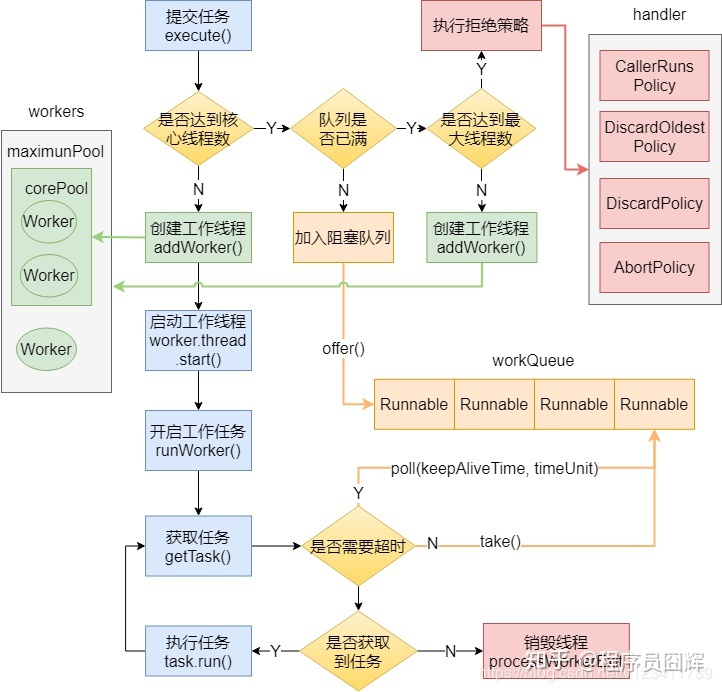 提交任务
execute()
执行拒绝策略
handler
CallerRuns
Policy
DiscardOldest
Policy
DiscardPolicy
AbortPolicy
workers
maximunPool
corePool
Worker
Worker
Worker
是否达到核
心线程数
Y
队列是
否已满
Y
是否达到最
大线程数
Y
N
N
N
创建工作线程
addWorker()
加入阻塞队列
创建工作线程
addWorker()
启动工作线程
worker.thread
.start()
offer()
workQueue
Runnable
Runnable
Runnable
Runnable
开启工作任务
runWorker()
poll(keepAliveTime, timeUnit)
Y
获取任务
getTask()
是否需要超时
N
take()
执行任务
task.run()
Y
是否获取
到任务
N
销毁线程
processWorkerExit
知乎 @程序员囧辉